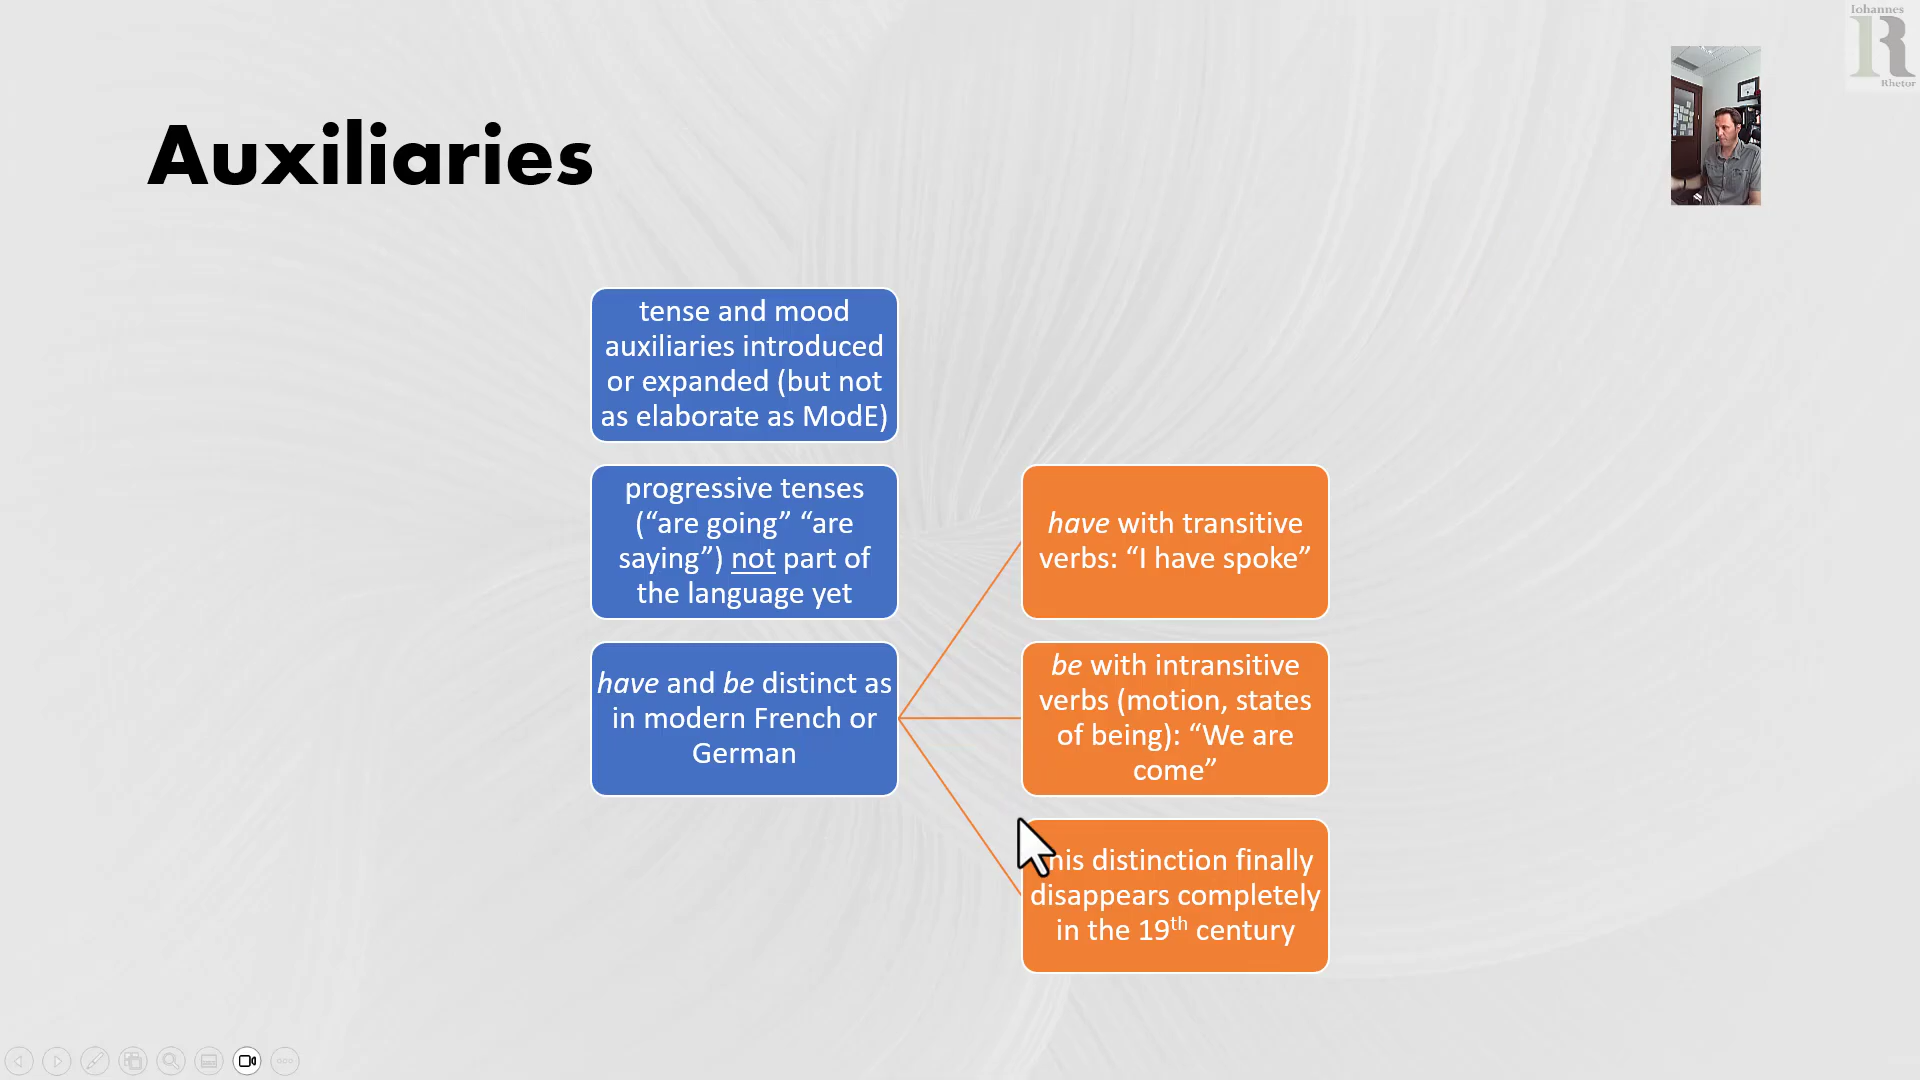 Iohannes
R
Rhetor
Auxiliaries
tense and mood
auxiliaries introduced
or expanded (but not
as elaborate as ModE)
progressive tenses
(“are going” “are
saying”) not part of
the language yet
have and be distinct as
in modern French or
German
have with transitive
verbs: “I have spoke”
be with intransitive
verbs (motion, states
of being): “We are
come”
his distinction finally
disappears completely
in the 19th century